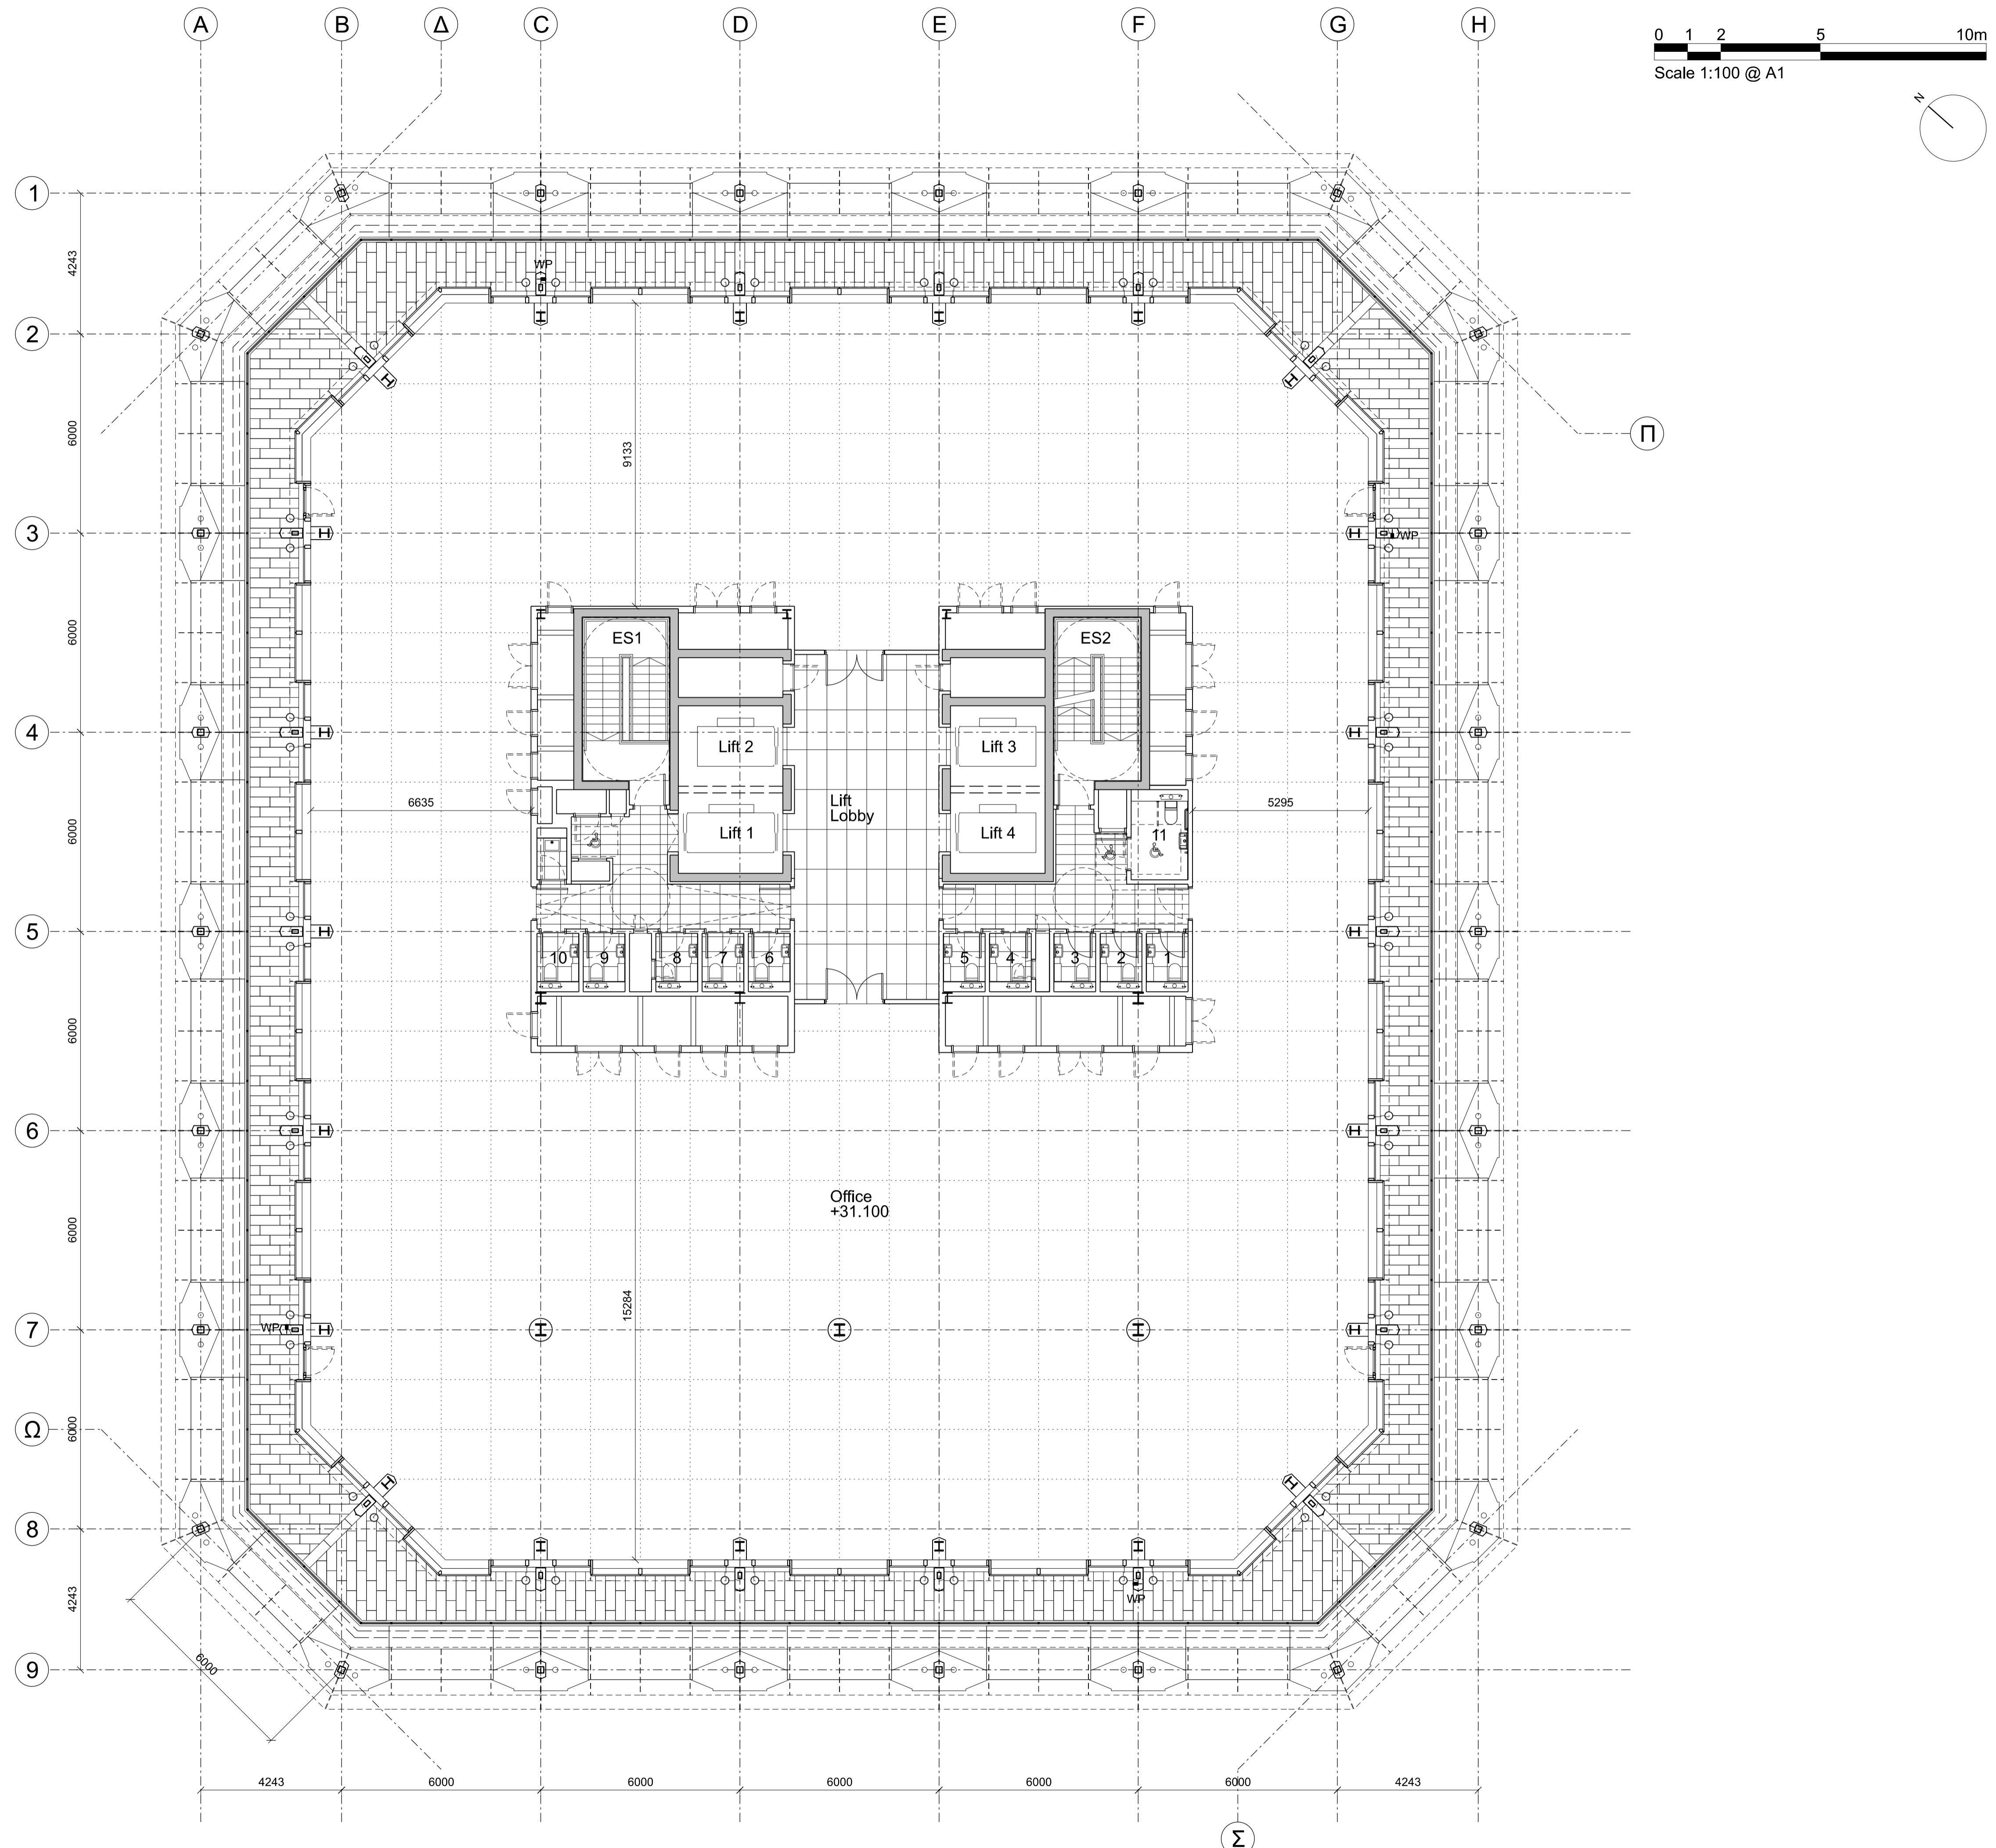 A B Δ C D E F G H
0 1 2 5 10m
Scale 1:100 @ A1
N
1
4243
2
6000
Π
9133
3
WP
WP
6000
ES1 ES2
4
Lift 2 Lift 3
6635
Lift
Lobby
5295
6000
Lift 1 Lift 4
11
5
10 9 8 7 6 5 4 3 2 1
6000
6
Office
+31.100
6000
15284
7
WP
Ω
6000
8
WP
4243
6000
9
4243 6000 6000 6000 6000 6000 4243
Σ